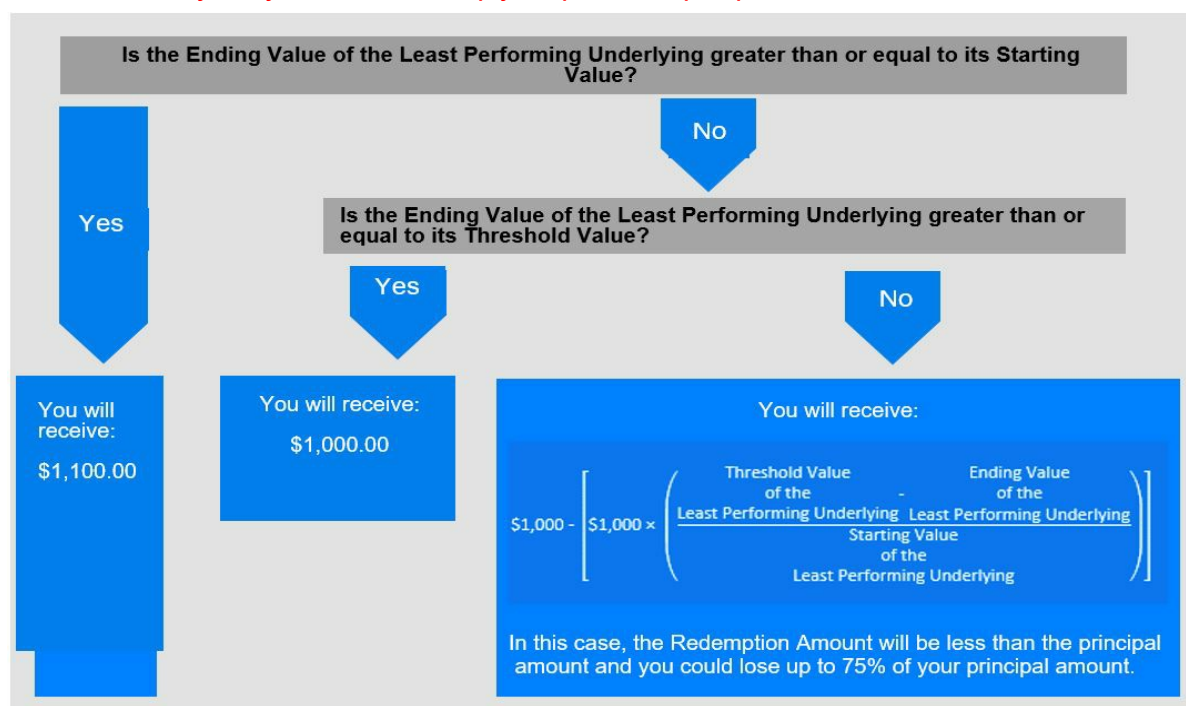 Is the Ending Value of the Least Performing Underlying greater than or equal to its Starting
Value?
No
Yes
Is the Ending Value of the Least Performing Underlying greater than or
equal to its Threshold Value?
Yes
No
You will
receive:
$1,100.00
You will receive:
$1,000.00
You will receive:
$1,000 - [$1,000 × (
Threshold Value
of the
Least Performing Underlying
-
Ending Value
of the
Least Performing Underlying
Starting Value
of the
Least Performing Underlying
)]
In this case, the Redemption Amount will be less than the principal
amount and you could lose up to 75% of your principal amount.